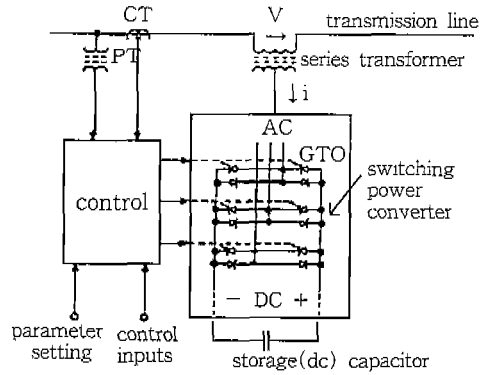 CT
V
transmission line
PT
series transformer
i
AC
GTO
switching
power
converter
control
− DC +
parameter
setting
control
inputs
storage(dc) capacitor